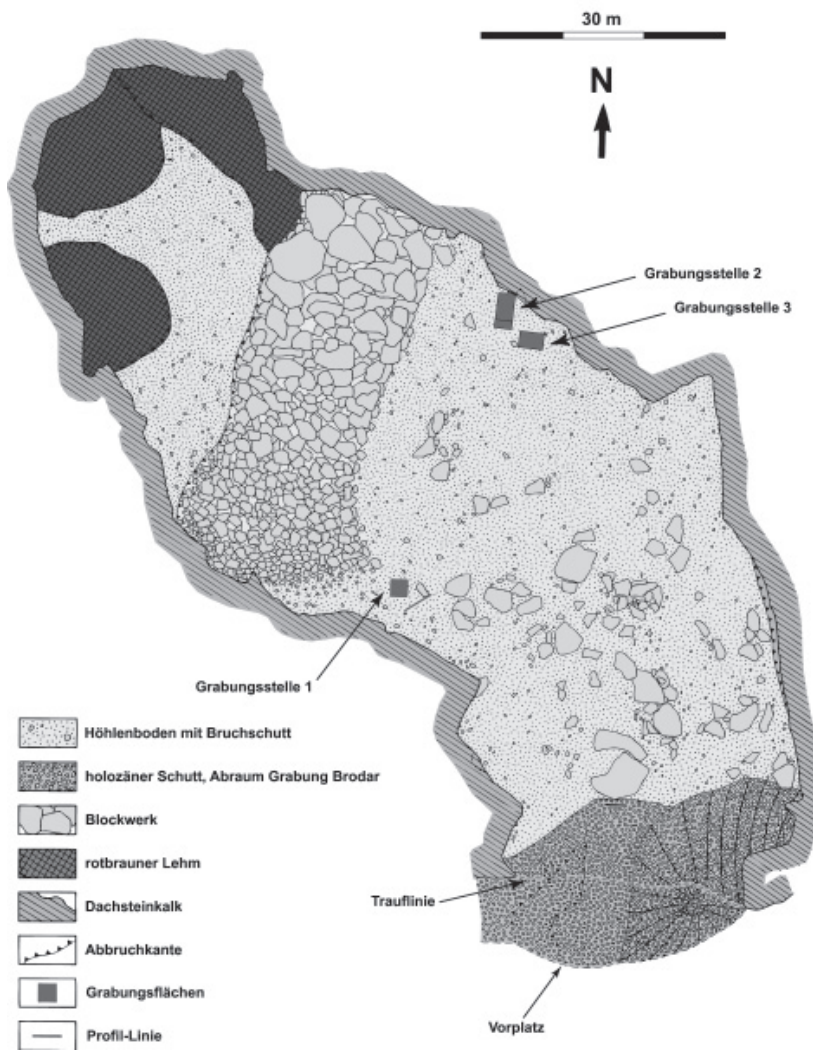 30 m
N
Grabungsstelle 2
Grabungsstelle 3
Grabungsstelle 1
Höhlenboden mit Bruchschutt
holozäner Schutt, Abraum Grabung Brodar
Blockwerk
rotbrauner Lehm
Dachsteinkalk
Abbruchkante
Grabungsflächen
Profil-Linie
Trauflinie
Vorplatz